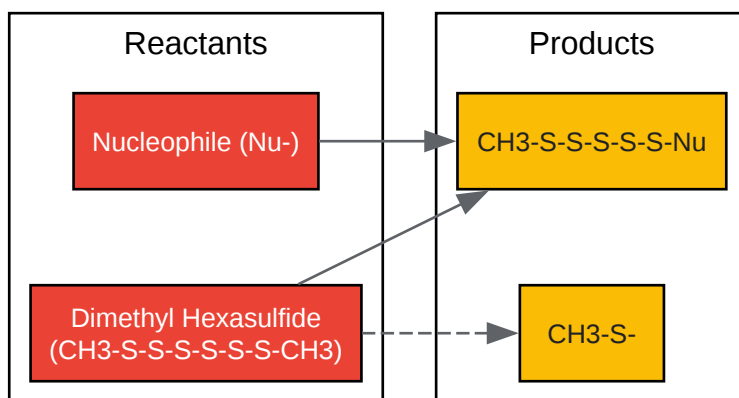 Reactants
Products
Nucleophile (Nu-)
CH3-S-S-S-S-S-Nu
Dimethyl Hexasulfide
(CH3-S-S-S-S-S-S-CH3)
CH3-S-